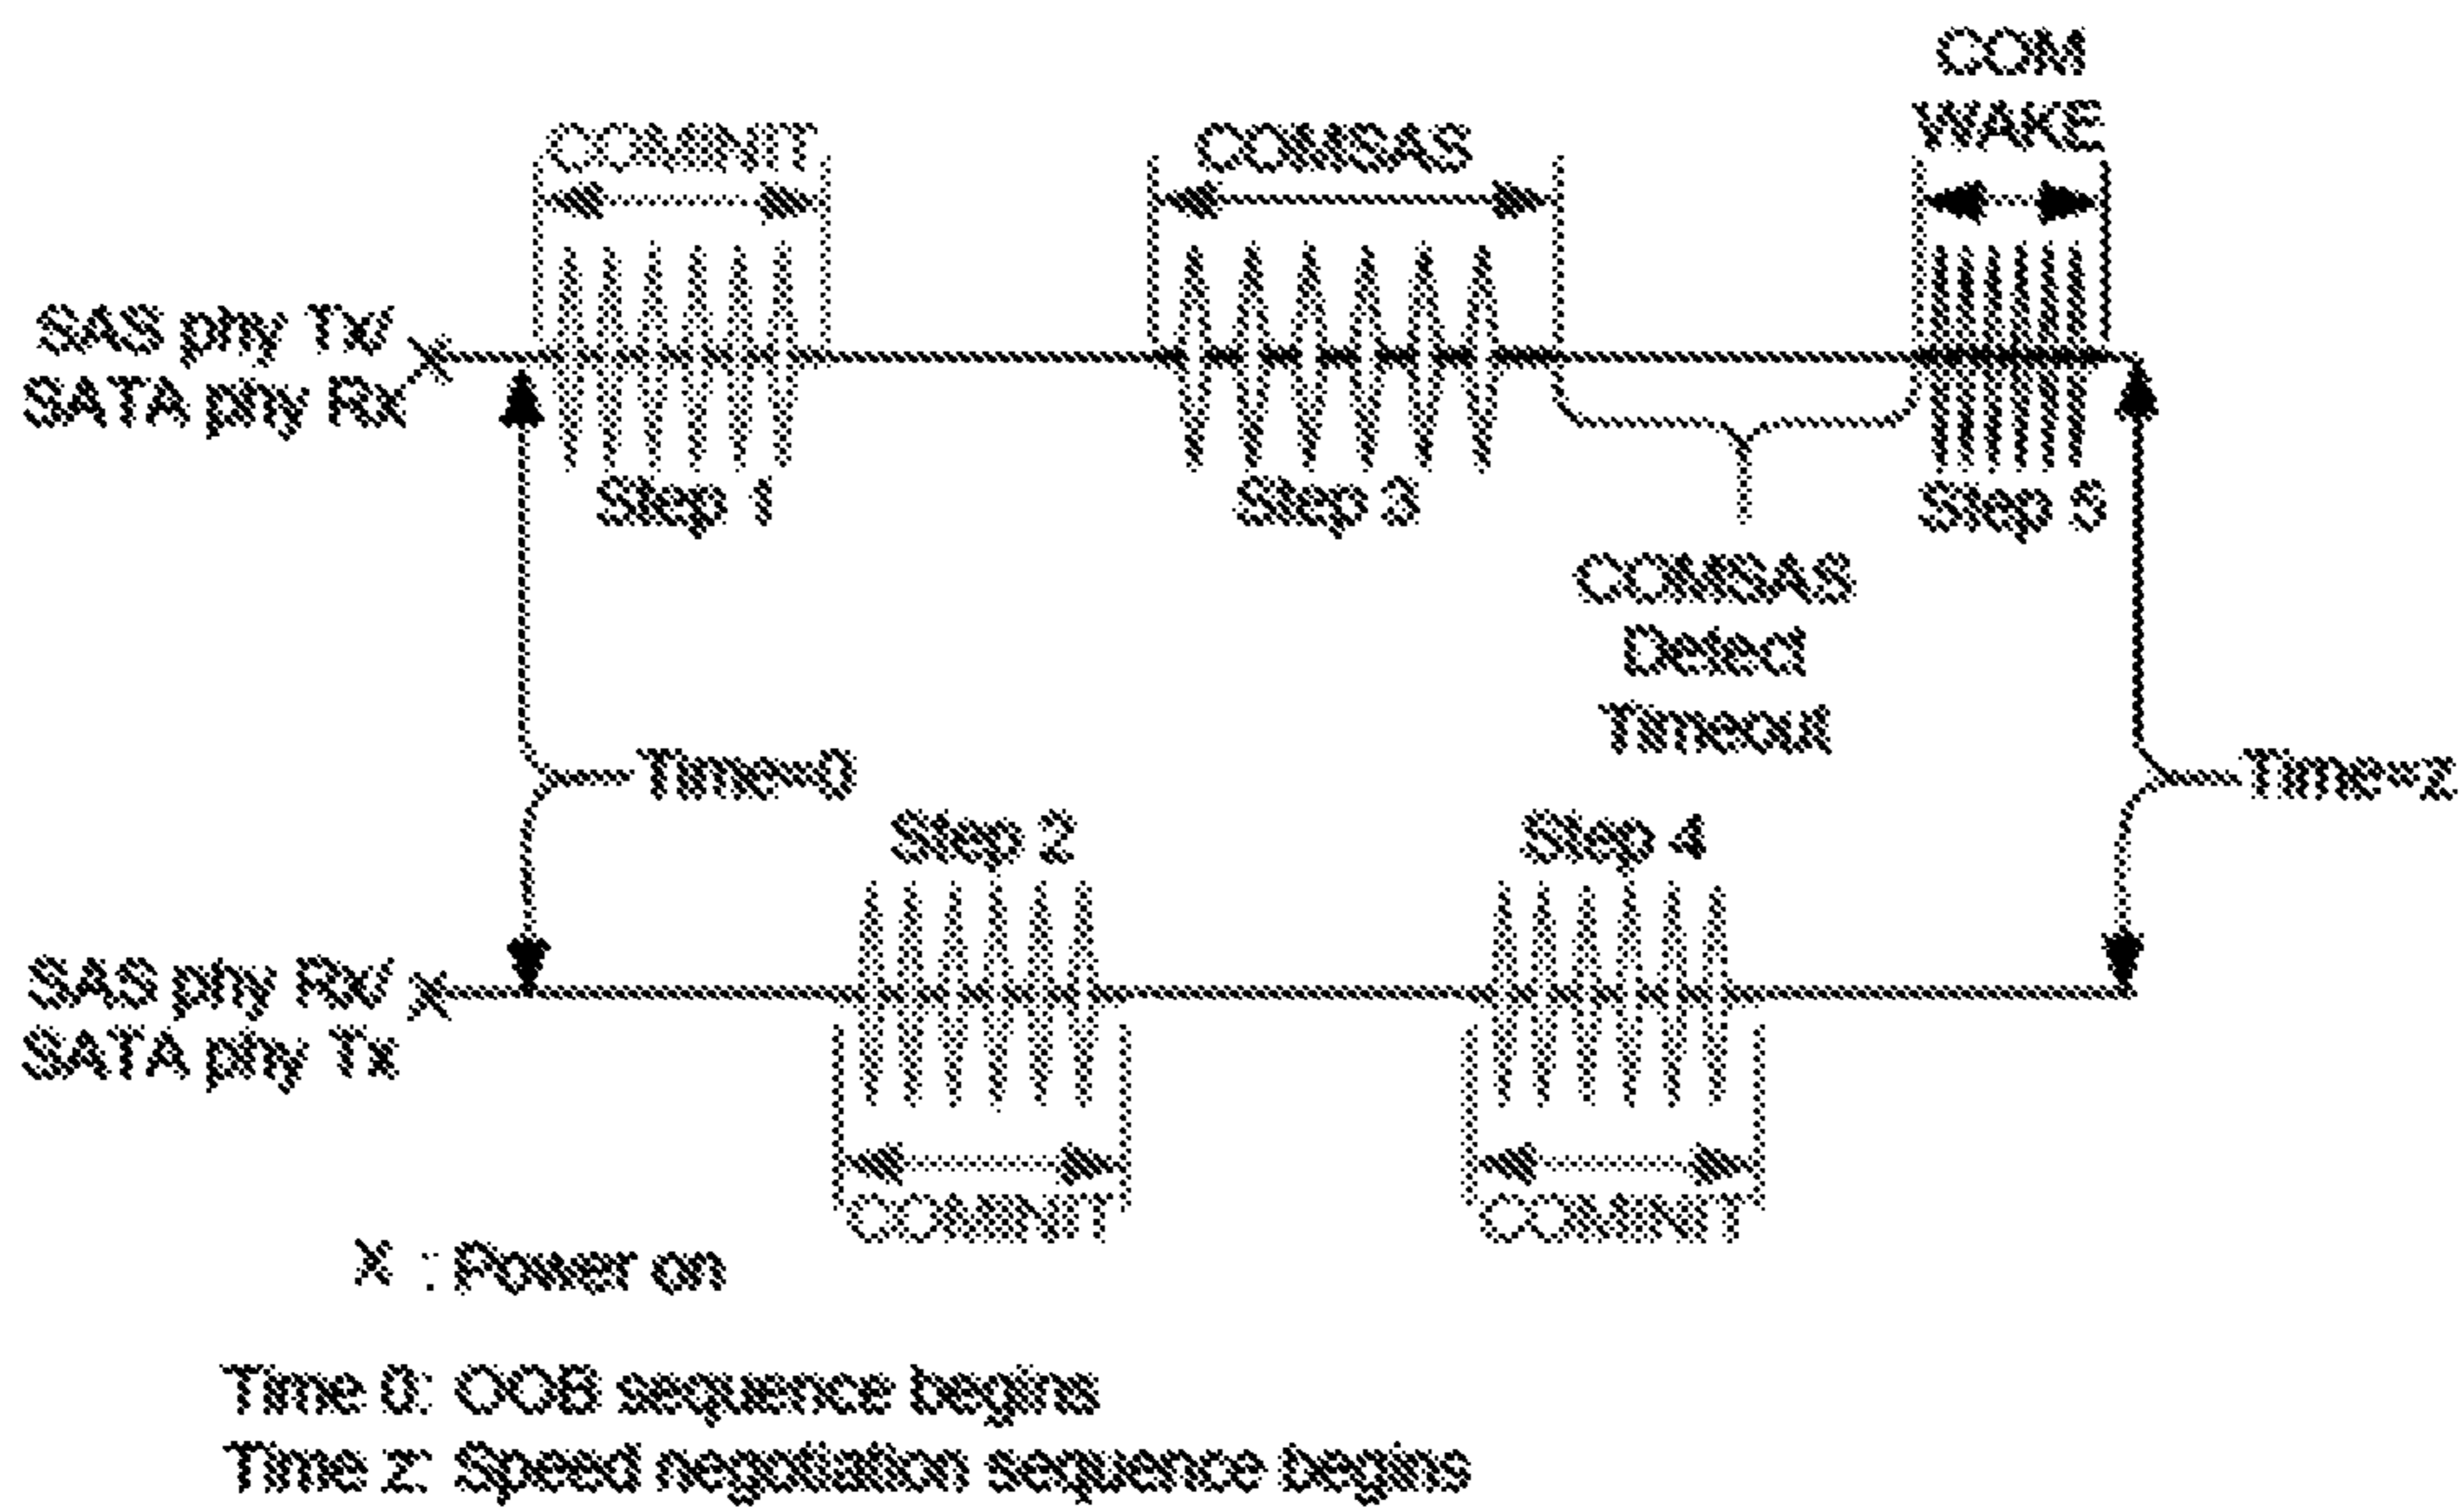 COM
WAKE
COMINIT
COMSAS
SAS phy Tx/
SATA phy Rx
Step 1
Step 3
Step 5
COMSAS
Detect
Timeout
Time=0
Time=z
Step 2
Step 4
SAS phy Rx/
SATA phy Tx
COMINIT
COMINIT
X : Power on
Time 0: OOB sequence begins
Time z: Speed negotiation sequence begins